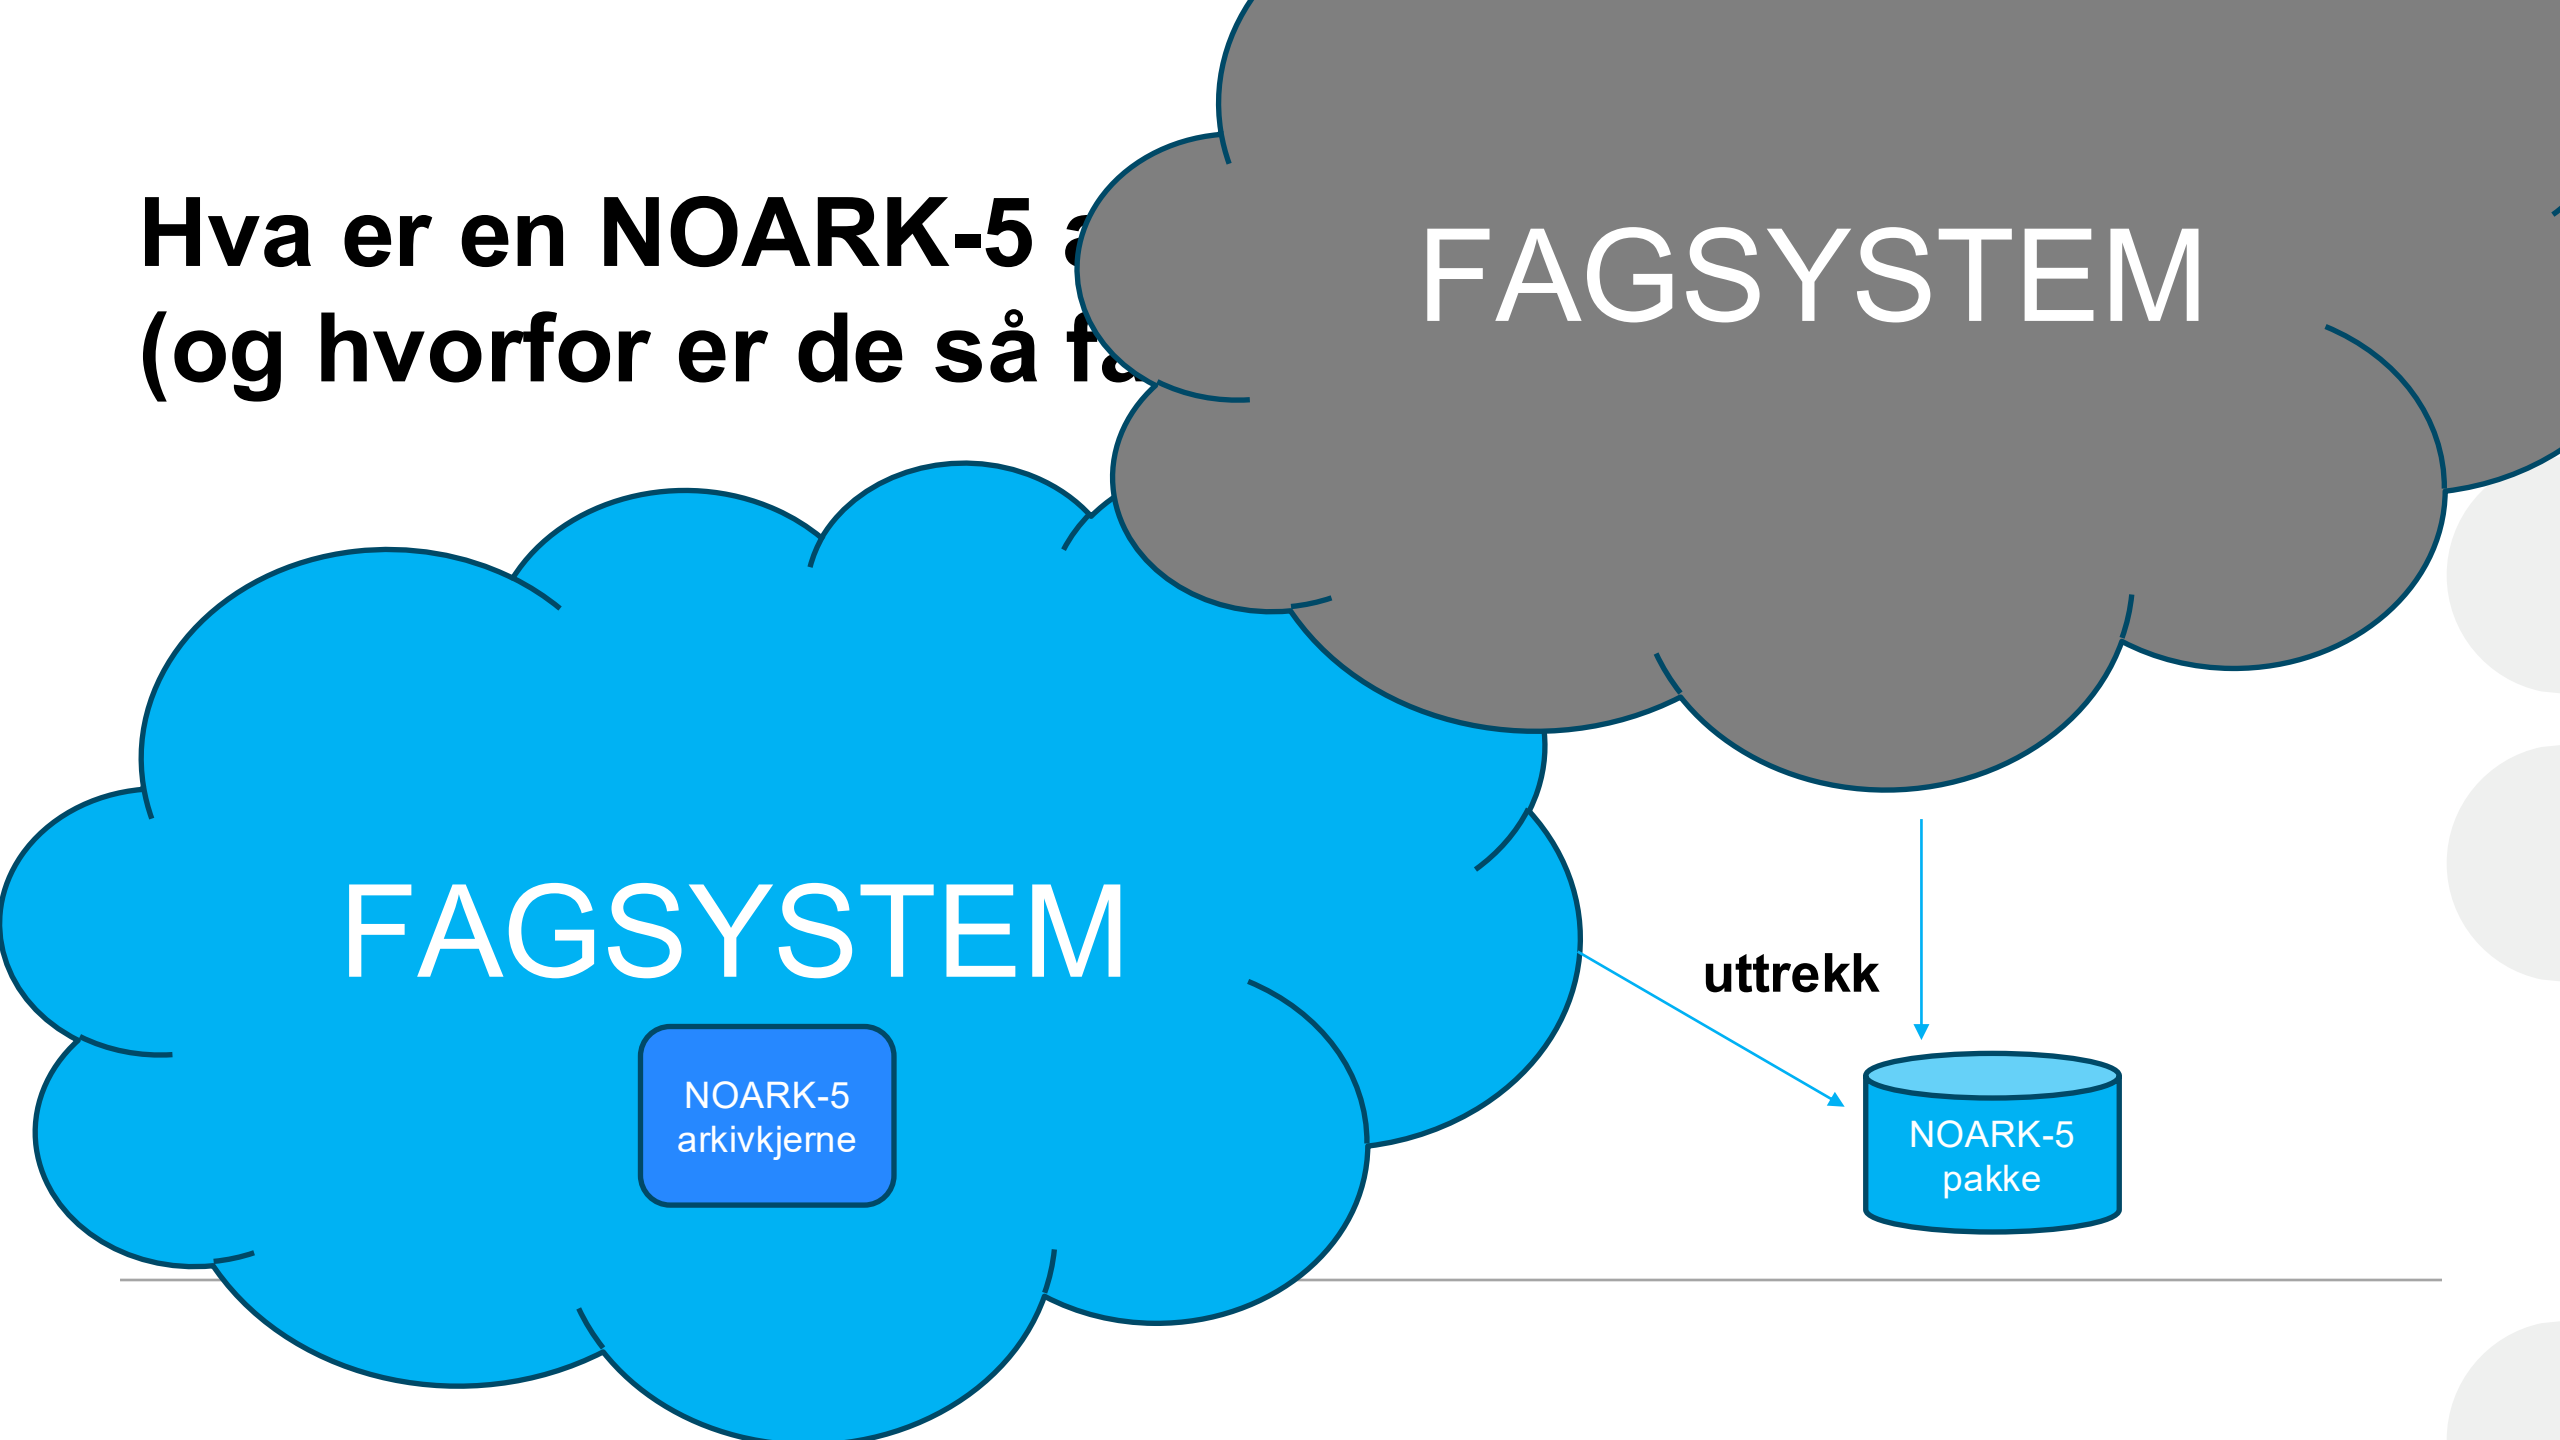 Hva er en NOARK-5
(og hvorfor er de så
FAGSYSTEM
FAGSYSTEM
NOARK-5
arkivkjerne
uttrekk
NOARK-5
pakke